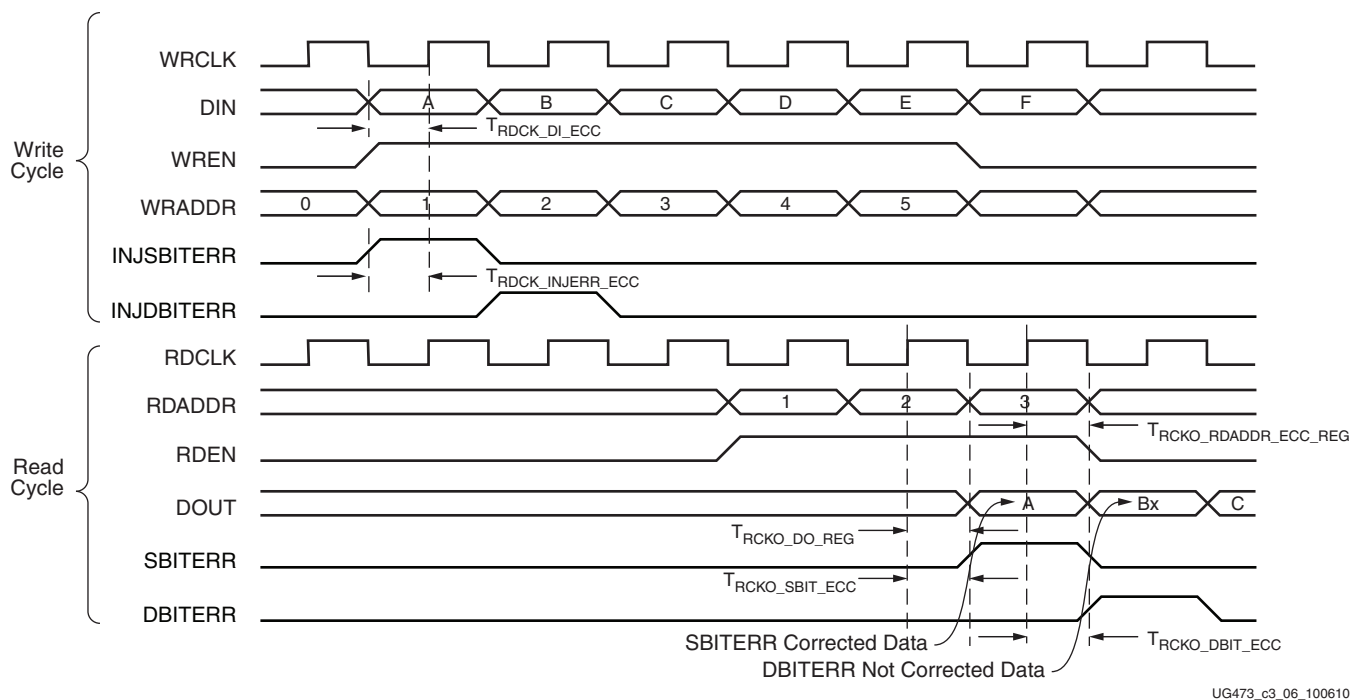 WRCLK
DIN A B C D E F
T_RDCK_DI_ECC
Write
Cycle
WREN
WRADDR 0 1 2 3 4 5
INJSBITERR
T_RDCK_INJERR_ECC
INJDBITERR
RDCLK
RDADDR 1 2 3
T_RCKO_RDADDR_ECC_REG
RDEN
Read
Cycle
DOUT A Bx C
T_RCKO_DO_REG
SBITERR
T_RCKO_SBIT_ECC
DBITERR
SBITERR Corrected Data
T_RCKO_DBIT_ECC
DBITERR Not Corrected Data
UG473_c3_06_100610